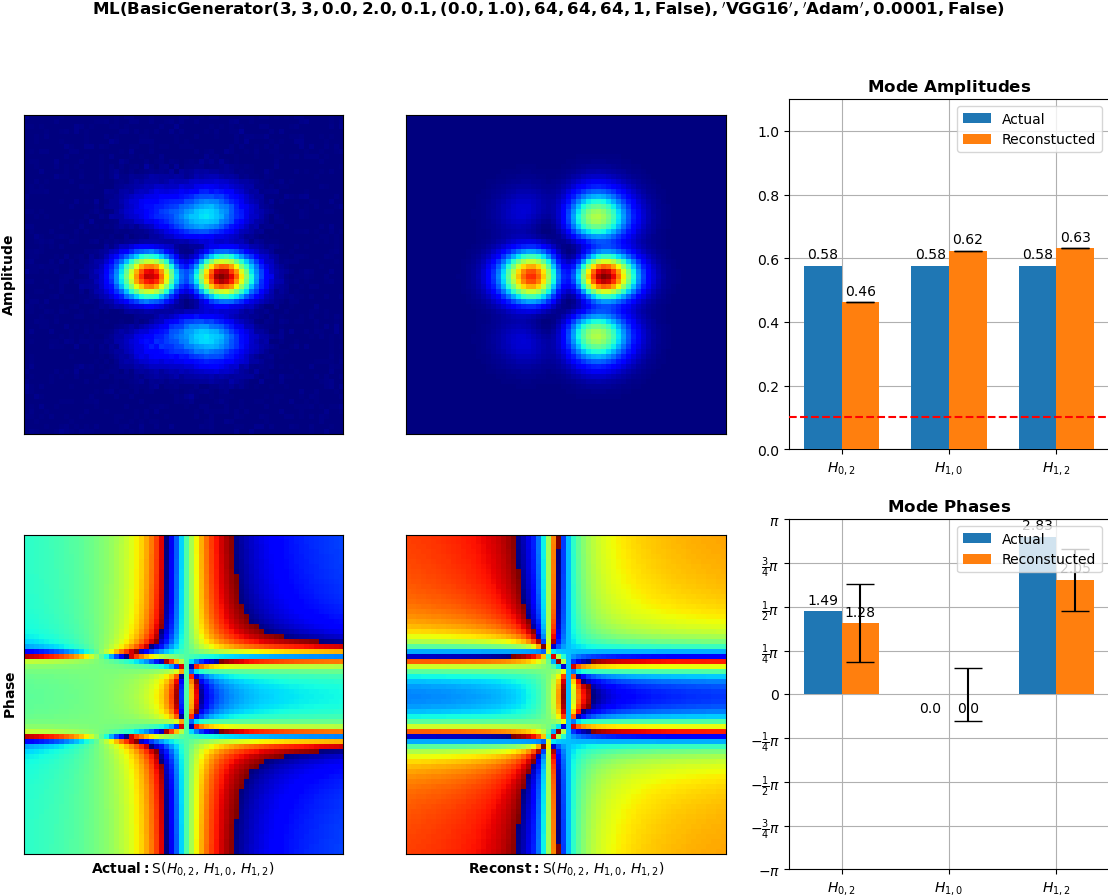 ML(BasicGenerator(3, 3, 0.0, 2.0, 0.1, (0.0, 1.0), 64, 64, 64, 1, False), ′VGG16′, ′Adam′, 0.0001, False)
Amplitude
Mode Amplitudes
Actual
Reconstucted
1.0
0.8
0.6
0.4
0.2
0.0
0.58
0.46
0.58
0.62
0.58
0.63
H0, 2
H1, 0
H1, 2
Phase
Actual: S(H0, 2, H1, 0, H1, 2)
Reconst: S(H0, 2, H1, 0, H1, 2)
Mode Phases
Actual
Reconstucted
π
3/4π
1/2π
1/4π
0
−1/4π
−1/2π
−3/4π
−π
1.49
1.28
0.0
0.0
2.83
H0, 2
H1, 0
H1, 2